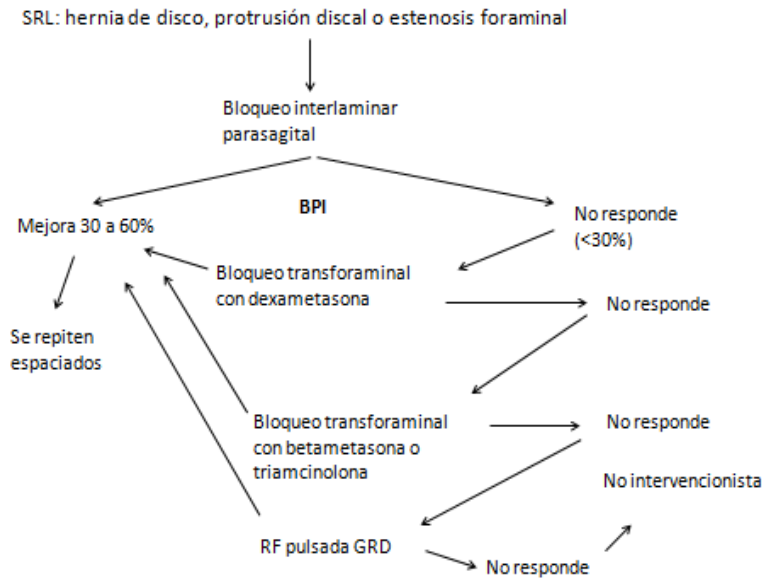 SRL: hernia de disco, protrusión discal o estenosis foraminal
Bloqueo interlaminar
parasagital
BPI
Mejora 30 a 60%
No responde
(<30%)
Bloqueo transforaminal
con dexametasona
No responde
Se repiten
espaciados
Bloqueo transforaminal
con betametasona o
triamcinolona
No responde
No intervencionista
RF pulsada GRD
No responde